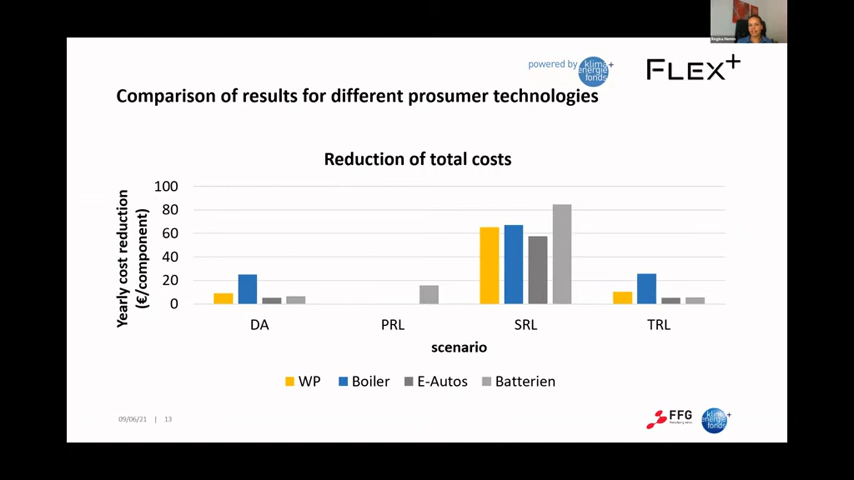 powered by
klima+
energie
fonds
FLEX+
Comparison of results for different prosumer technologies
Reduction of total costs
Yearly cost reduction
(€/component)
100
80
60
40
20
0
DA
PRL
SRL
TRL
scenario
WP
Boiler
E-Autos
Batterien
09/06/21 | 13
FFG
klima+
energie
fonds